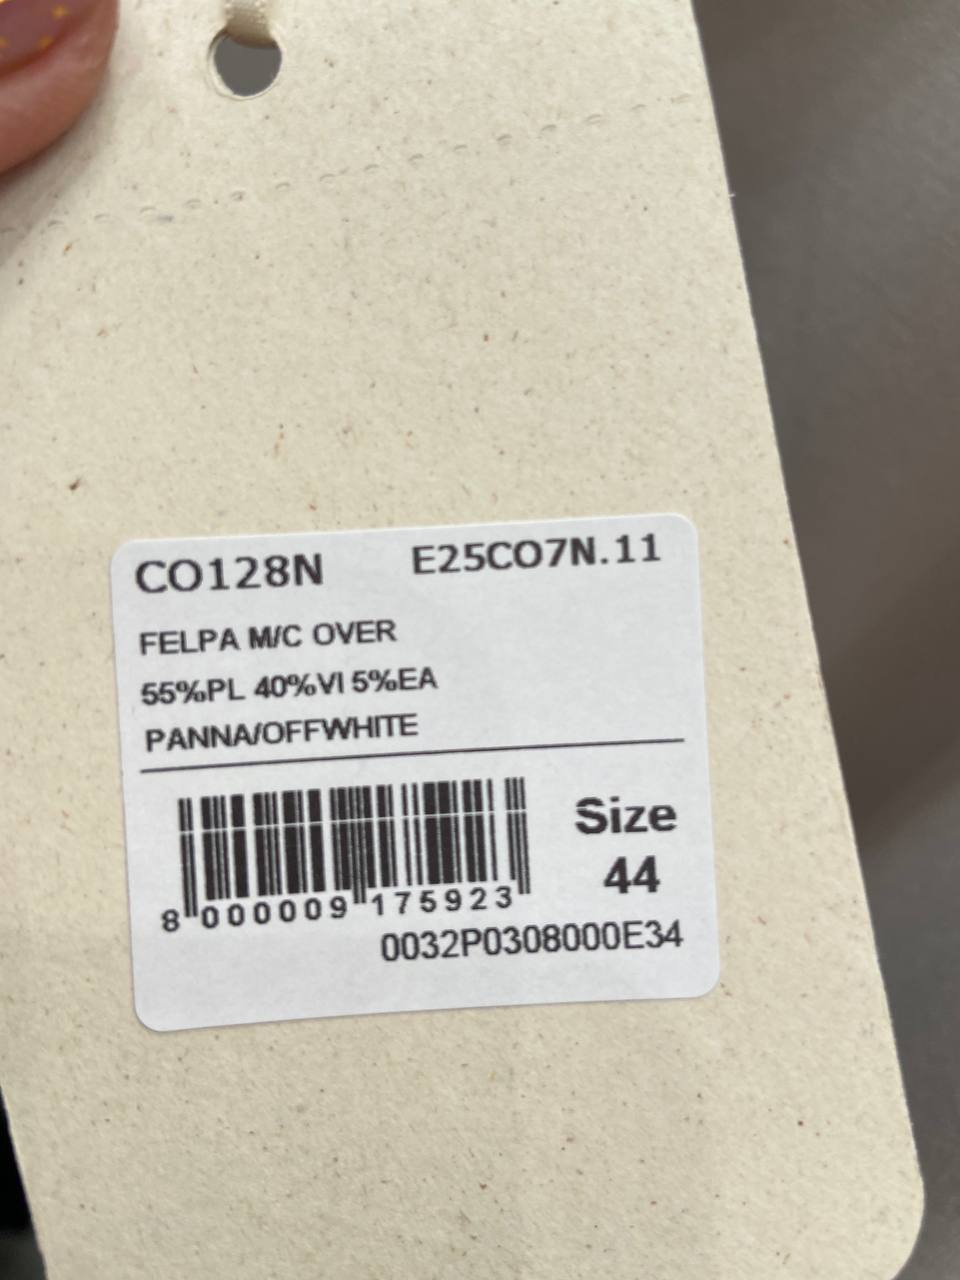 CO128N E25CO7N.11
FELPA M/C OVER
55%PL 40%VI 5%EA
PANNA/OFFWHITE
Size
44
8 000009 175923
0032P0308000E34